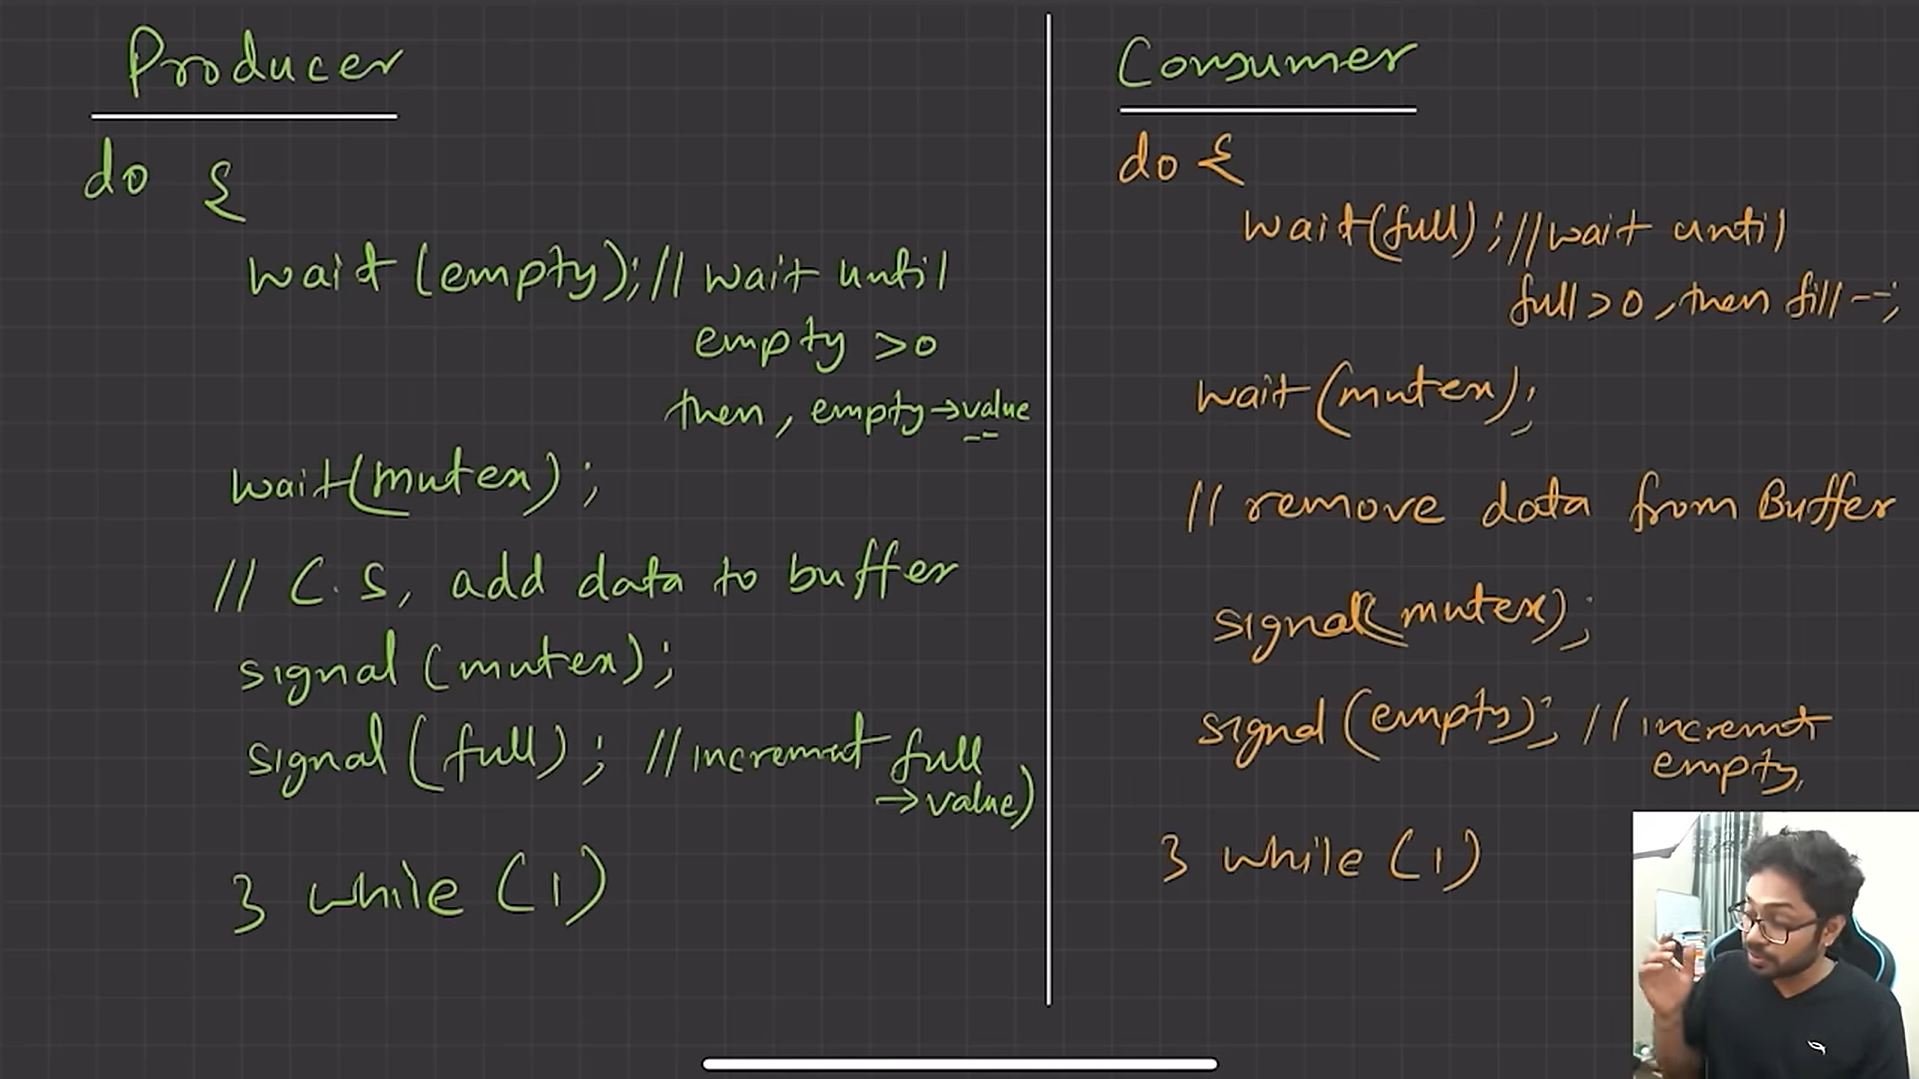 Producer
do {
wait (empty); // wait until
empty > 0
then, empty → value
--
wait(mutex);
// C.S, add data to buffer
signal (mutex);
signal (full); // incremnt full
→ value)
} while (1)
Consumer
do {
wait(full); // wait until
full > 0, then fill --;
wait (mutex);
// remove data from Buffer
signal(mutex);
signal (empty); // incremnt
empty,
} while (1)